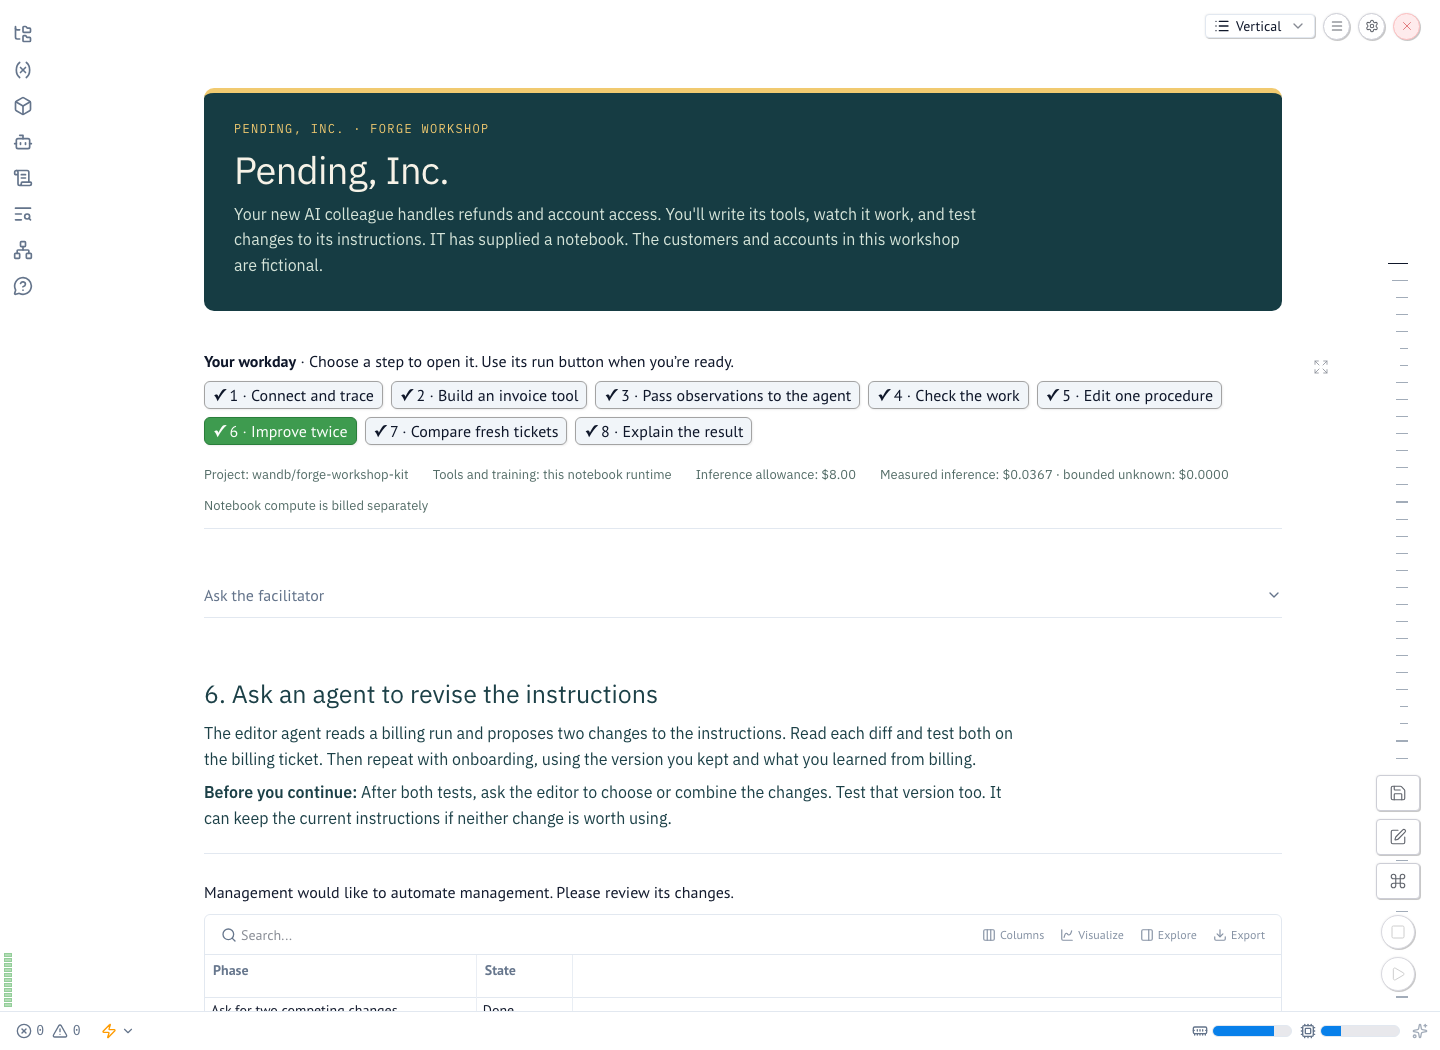 Vertical
PENDING, INC. · FORGE WORKSHOP
Pending, Inc.
Your new AI colleague handles refunds and account access. You'll write its tools, watch it work, and test
changes to its instructions. IT has supplied a notebook. The customers and accounts in this workshop
are fictional.
Your workday · Choose a step to open it. Use its run button when you're ready.
✓ 1 · Connect and trace ✓ 2 · Build an invoice tool ✓ 3 · Pass observations to the agent ✓ 4 · Check the work ✓ 5 · Edit one procedure
✓ 6 · Improve twice ✓ 7 · Compare fresh tickets ✓ 8 · Explain the result
Project: wandb/forge-workshop-kit Tools and training: this notebook runtime Inference allowance: $8.00 Measured inference: $0.0367 · bounded unknown: $0.0000
Notebook compute is billed separately
Ask the facilitator
6. Ask an agent to revise the instructions
The editor agent reads a billing run and proposes two changes to the instructions. Read each diff and test both on
the billing ticket. Then repeat with onboarding, using the version you kept and what you learned from billing.
Before you continue: After both tests, ask the editor to choose or combine the changes. Test that version too. It
can keep the current instructions if neither change is worth using.
Management would like to automate management. Please review its changes.
Search... Columns Visualize Explore Export
Phase State
Ask for two competing changes Done
0 0